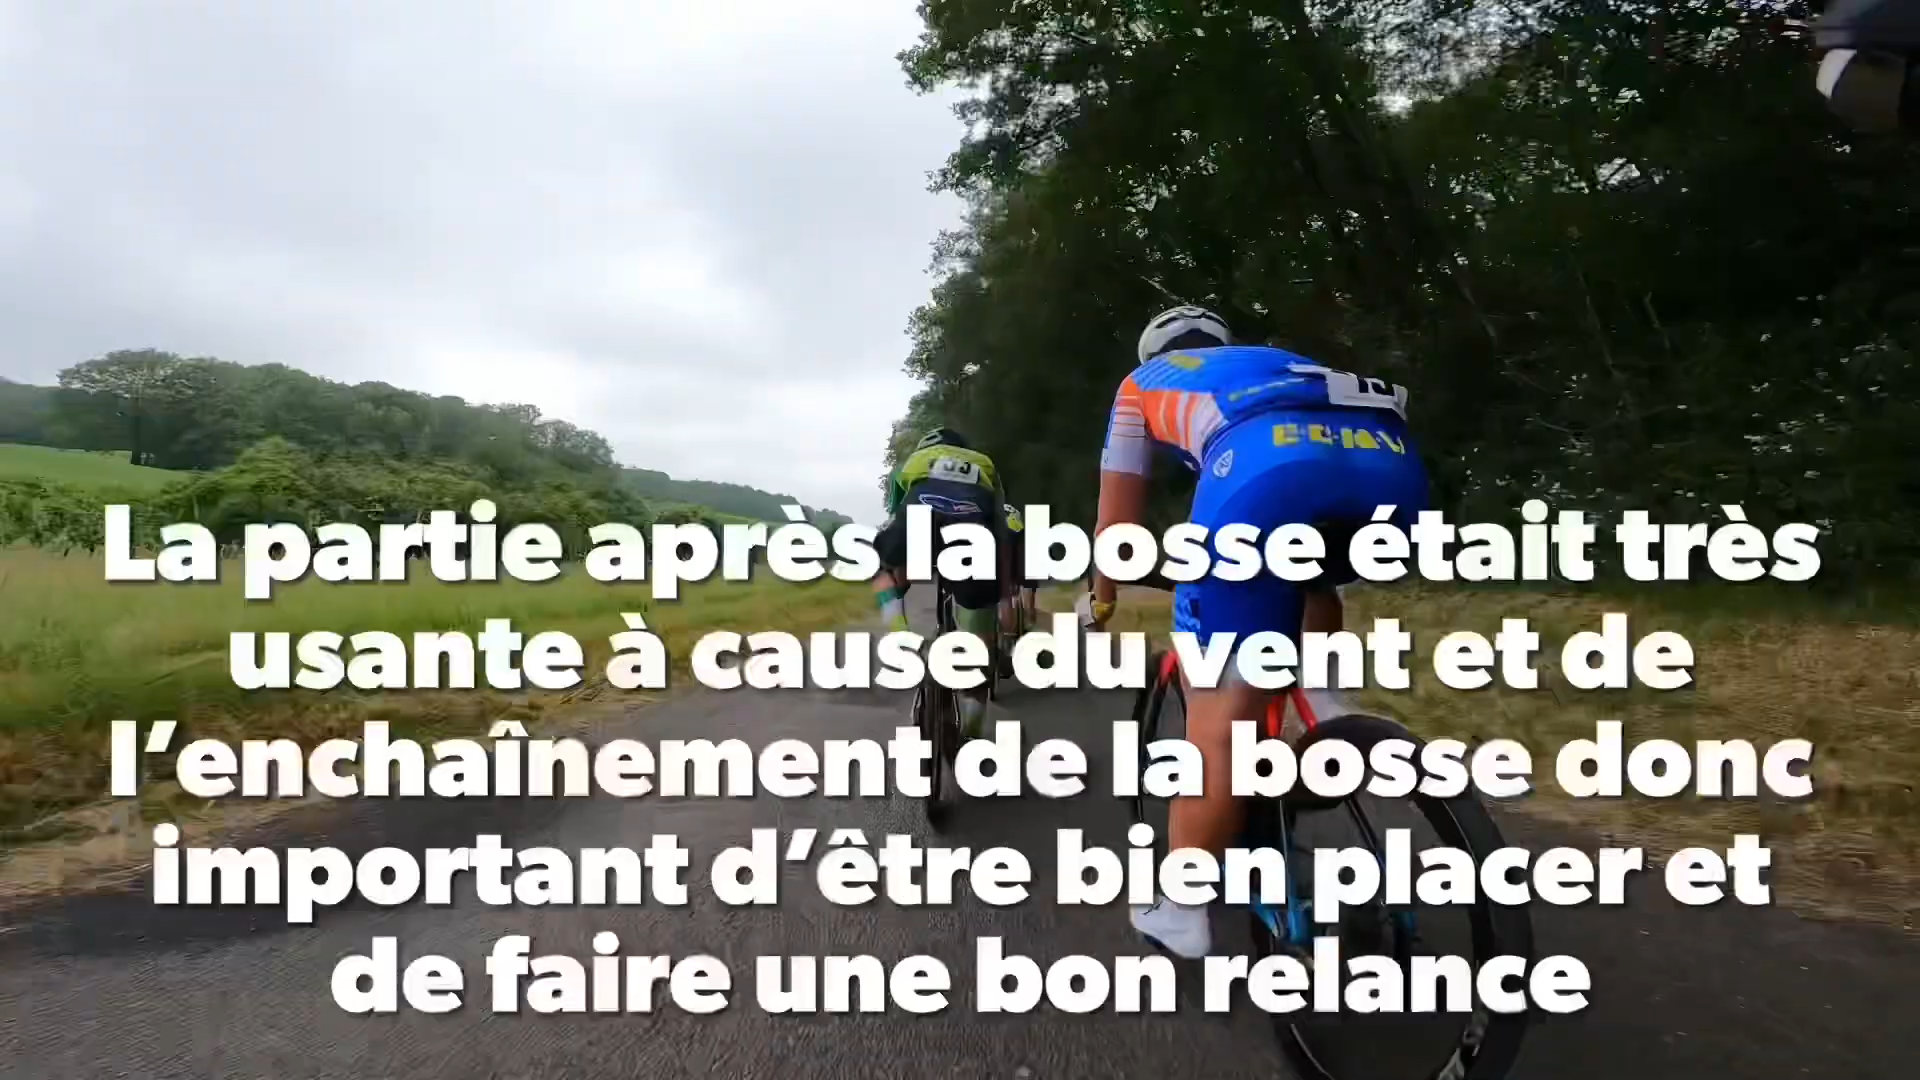 La partie après la bosse était très
usante à cause du vent et de
l’enchaînement de la bosse donc
important d’être bien placer et
de faire une bon relance